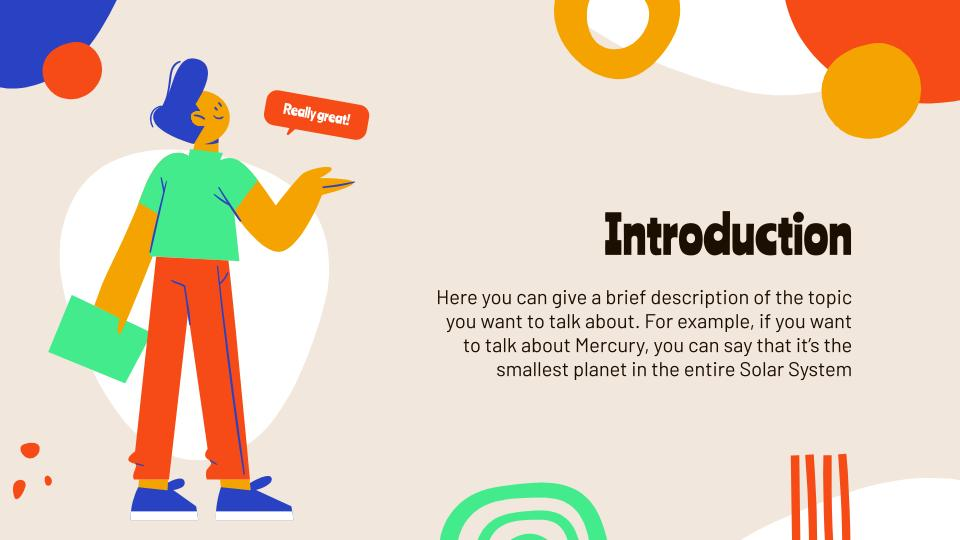 Really great!
Introduction
Here you can give a brief description of the topic
you want to talk about. For example, if you want
to talk about Mercury, you can say that it’s the
smallest planet in the entire Solar System